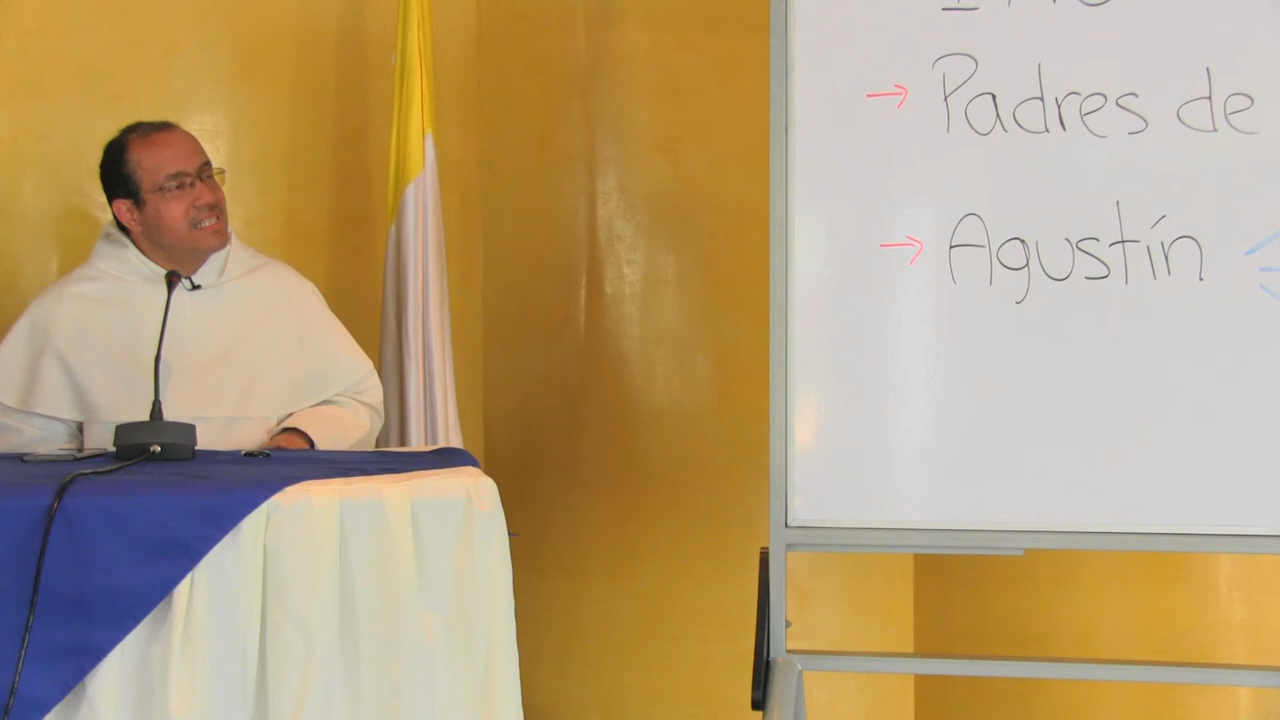 → Padres de
→ Agustín